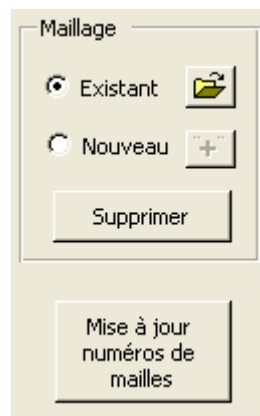 Maillage
Existant
Nouveau
Supprimer
Mise à jour
numéros de
mailles